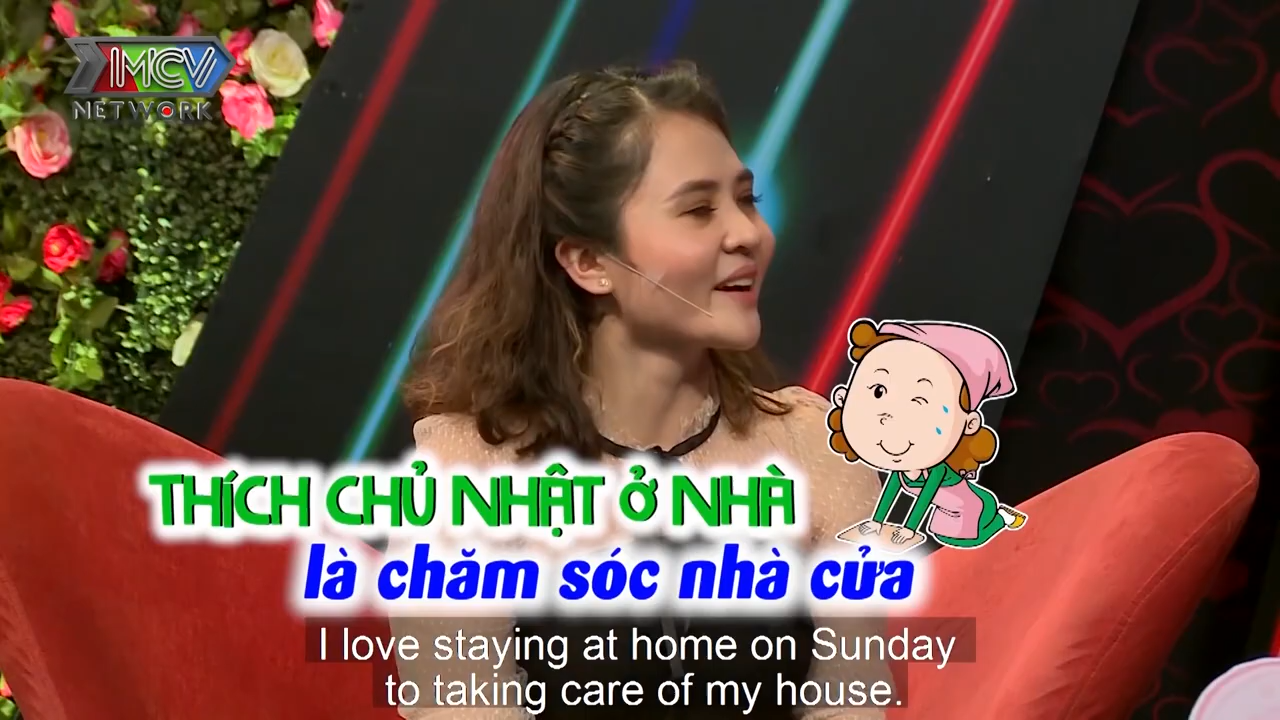 MCV
NETWORK
THÍCH CHỦ NHẬT Ở NHÀ
là chăm sóc nhà cửa
I love staying at home on Sunday
to taking care of my house.